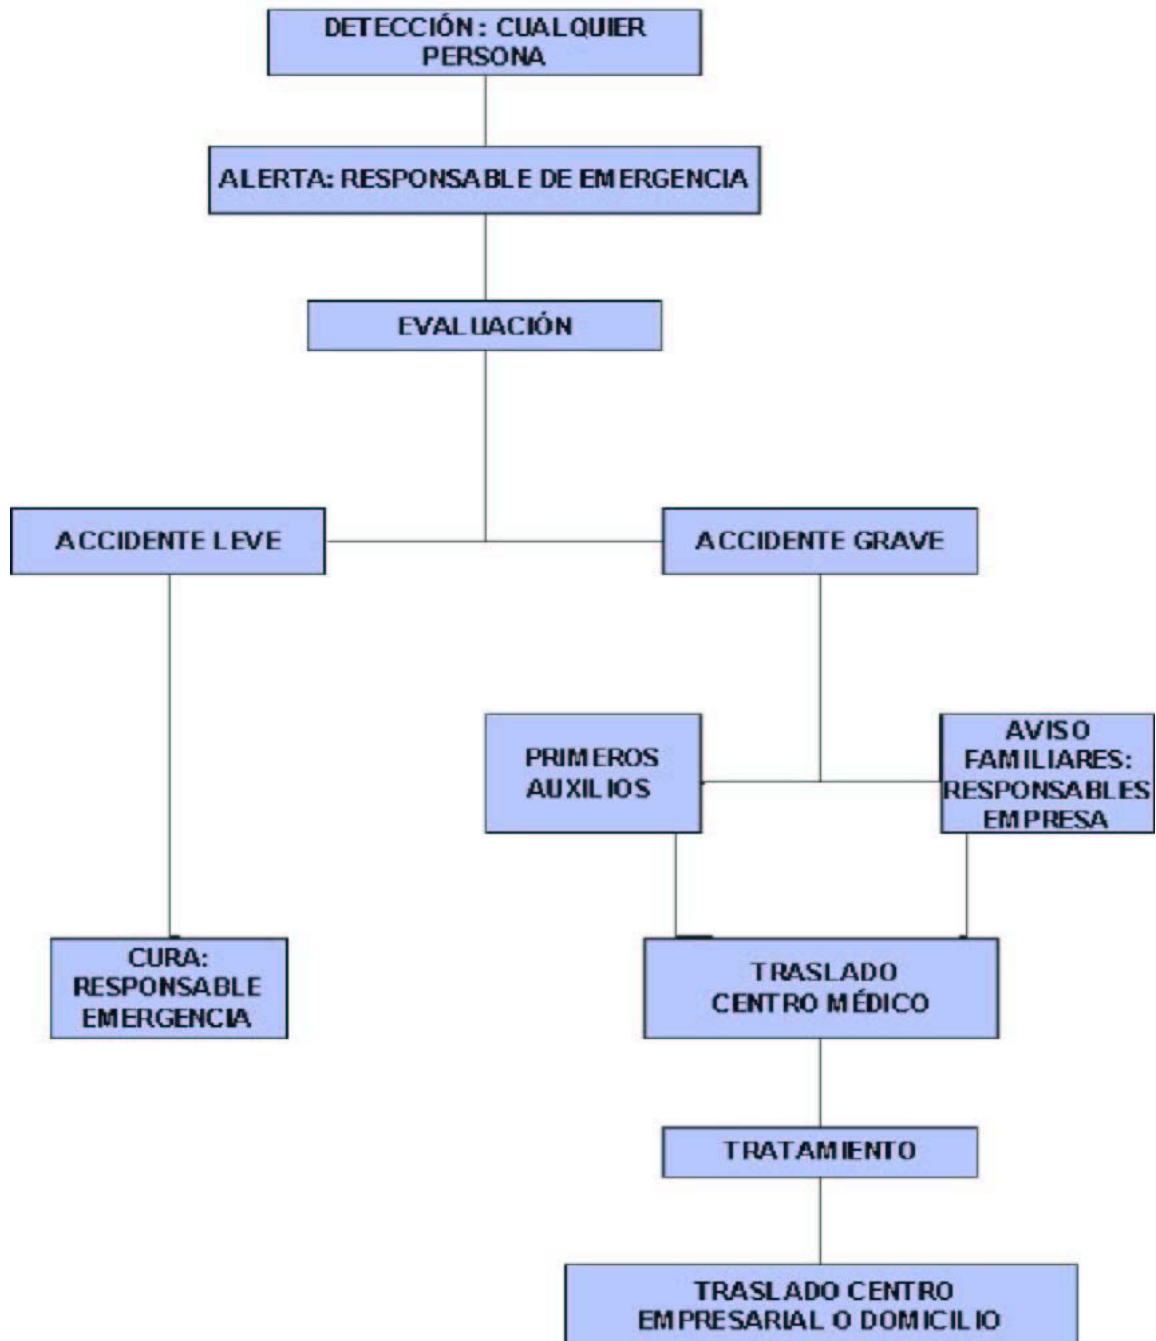 DETECCIÓN: CUALQUIER
PERSONA
ALERTA: RESPONSABLE DE EMERGENCIA
EVALUACIÓN
ACCIDENTE LEVE
ACCIDENTE GRAVE
PRIMEROS
AUXILIOS
AVISO
FAMILIARES:
RESPONSABLES
EMPRESA
CURA:
RESPONSABLE
EMERGENCIA
TRASLADO
CENTRO MÉDICO
TRATAMIENTO
TRASLADO CENTRO
EMPRESARIAL O DOMICILIO